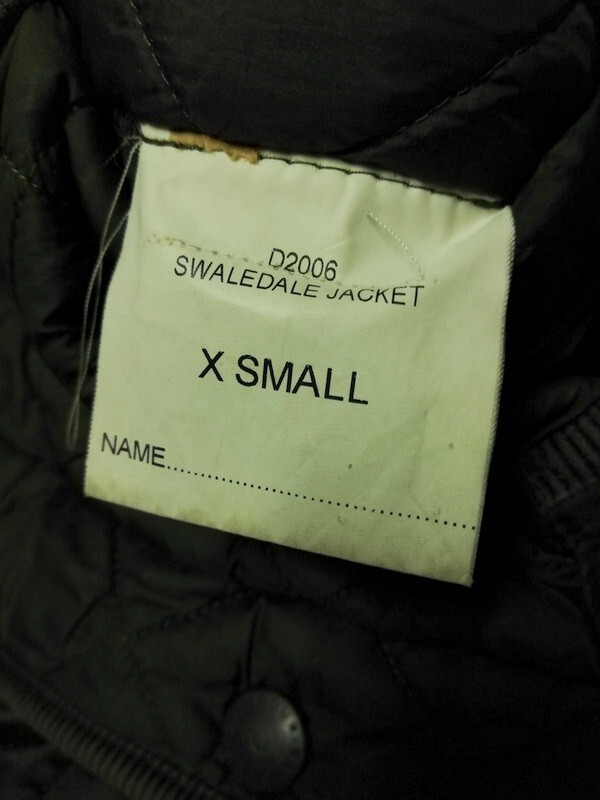 D2006
SWALEDALE JACKET
X SMALL
NAME..................................................